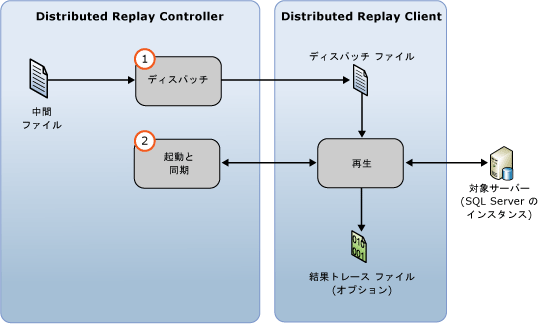 Distributed Replay Controller
Distributed Replay Client
1
ディスパッチ
ディスパッチ ファイル
中間
ファイル
2
起動と
同期
再生
対象サーバー
(SQL Server の
インスタンス)
010
001
結果トレース ファイル
(オプション)